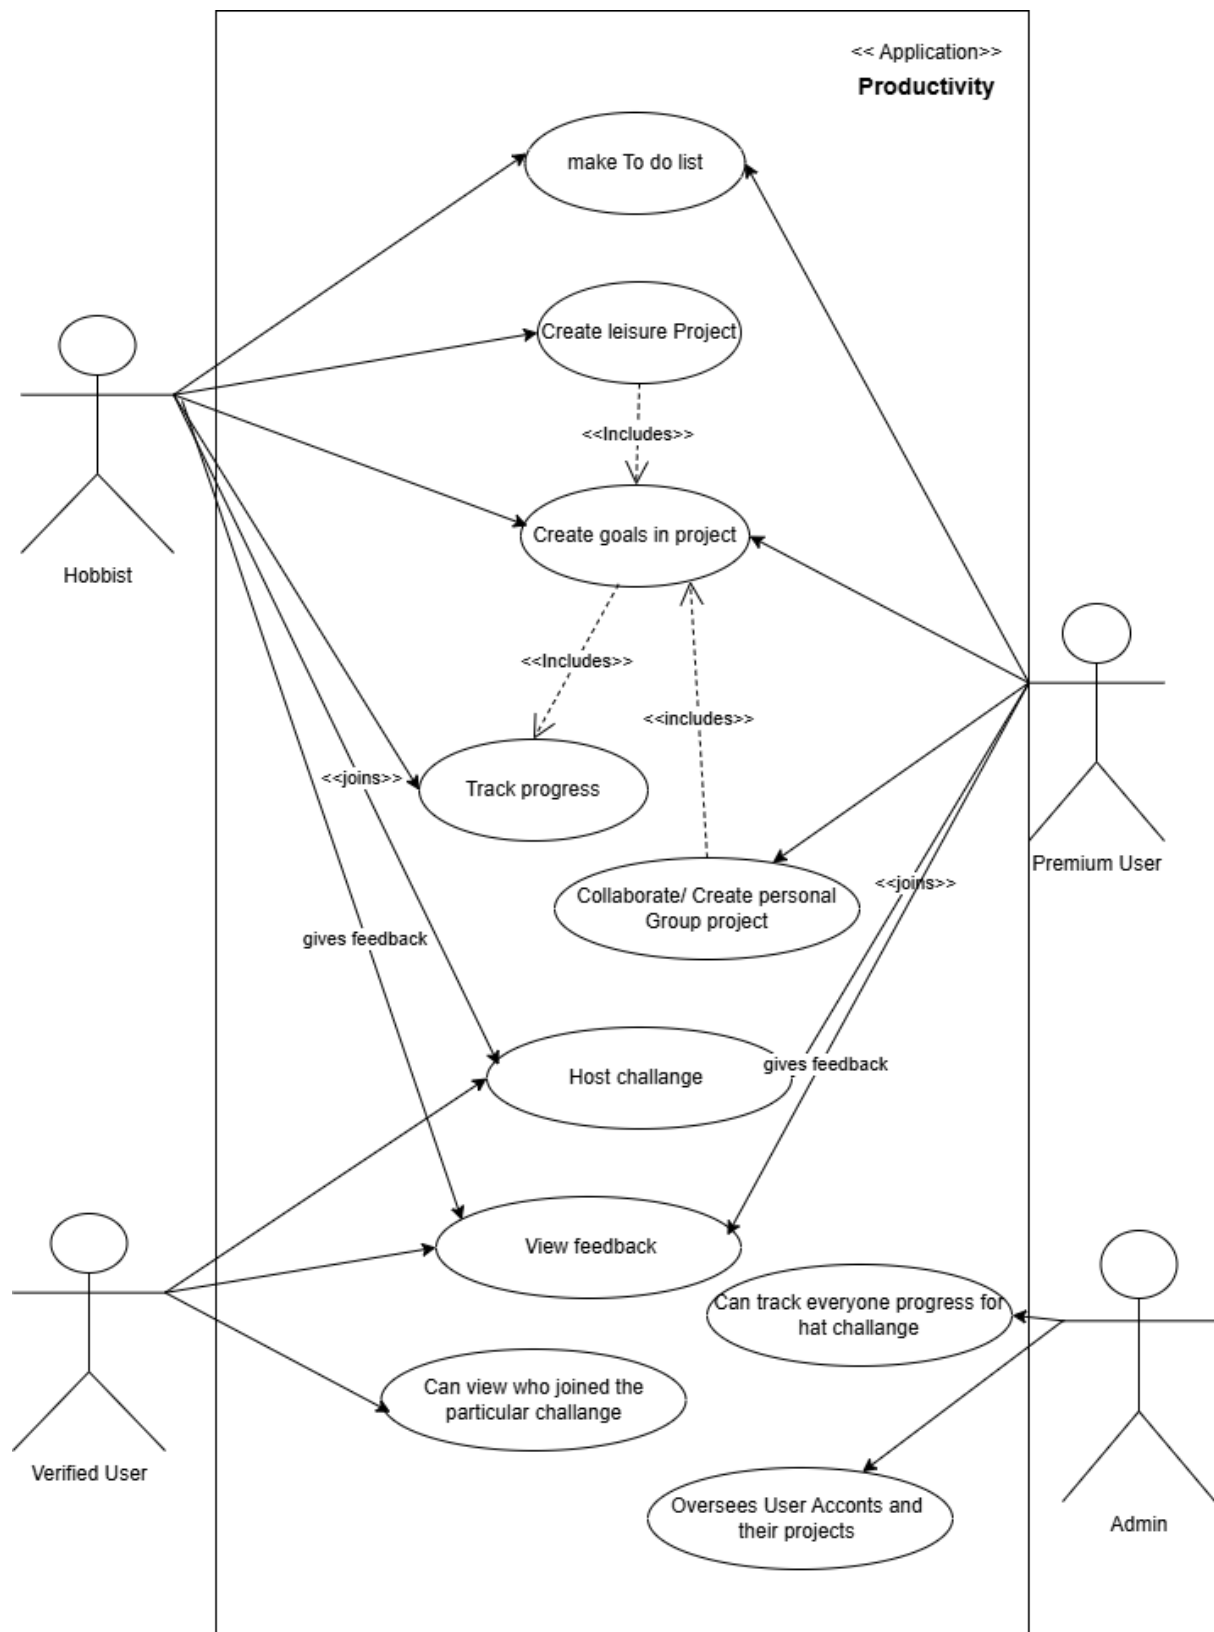 << Application>>
Productivity
make To do list
Create leisure Project
<<Includes>>
Hobbist
Create goals in project
<<Includes>>
<<includes>>
<<joins>>
Track progress
Premium User
<<joins>>
Collaborate/ Create personal
Group project
gives feedback
gives feedback
Host challange
View feedback
Can track everyone progress for
hat challange
Can view who joined the
particular challange
Verified User
Oversees User Acconts and
their projects
Admin